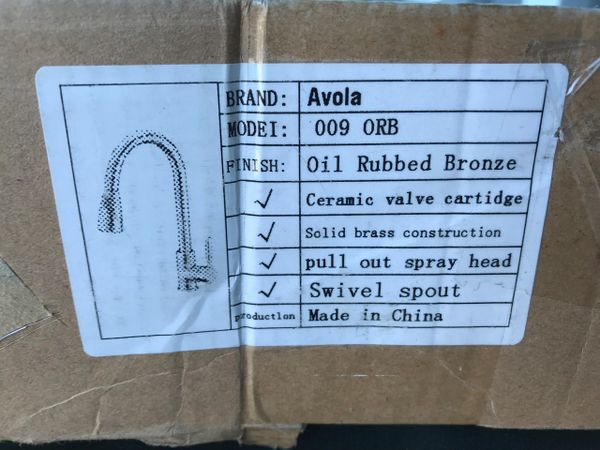 BRAND: Avola
MODEI: 009 ORB
FINISH: Oil Rubbed Bronze
✓ Ceramic valve cartidge
✓ Solid brass construction
✓ pull out spray head
✓ Swivel spout
production Made in China